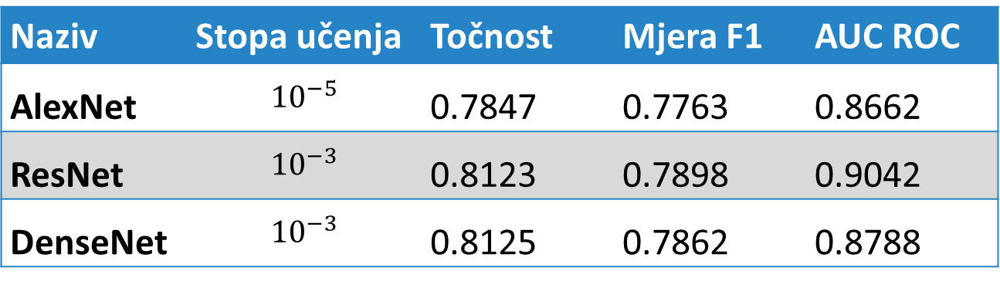 Naziv Stopa učenja Točnost Mjera F1 AUC ROC
AlexNet 10⁻⁵ 0.7847 0.7763 0.8662
ResNet 10⁻³ 0.8123 0.7898 0.9042
DenseNet 10⁻³ 0.8125 0.7862 0.8788